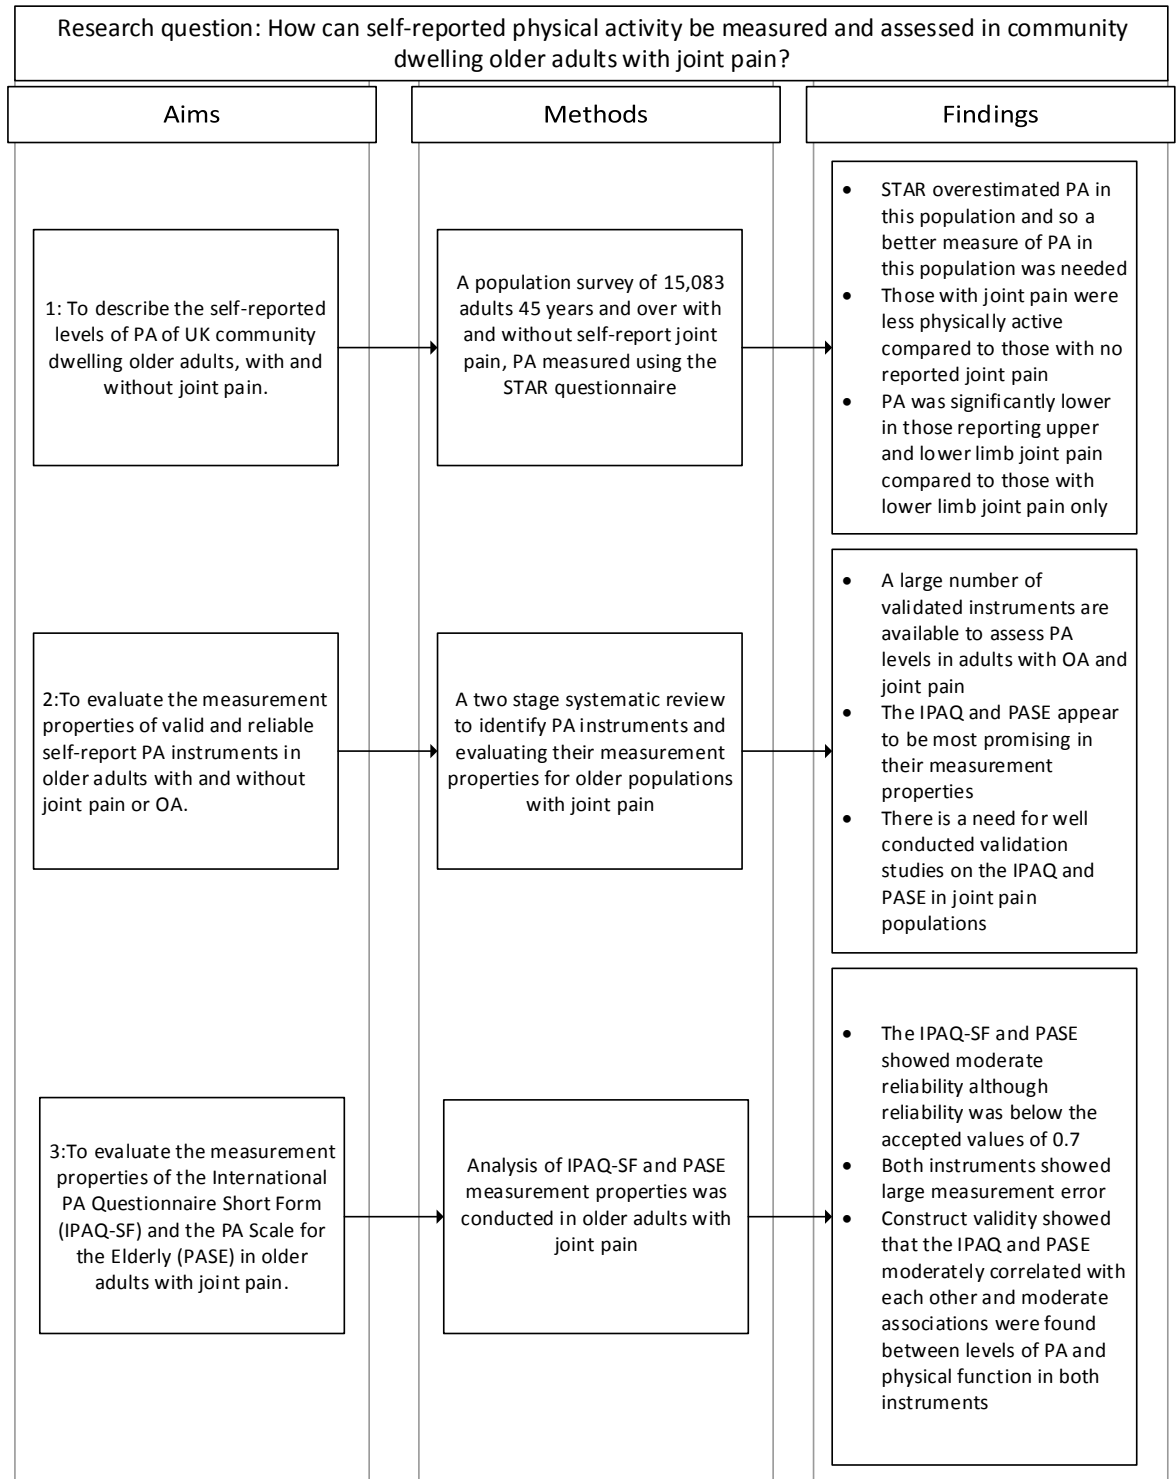 Research question: How can self-reported physical activity be measured and assessed in community
dwelling older adults with joint pain?
Aims
Methods
Findings
1: To describe the self-reported
levels of PA of UK community
dwelling older adults, with and
without joint pain.
A population survey of 15,083
adults 45 years and over with
and without self-report joint
pain, PA measured using the
STAR questionnaire
• STAR overestimated PA in
this population and so a
better measure of PA in
this population was needed
• Those with joint pain were
less physically active
compared to those with no
reported joint pain
• PA was significantly lower
in those reporting upper
and lower limb joint pain
compared to those with
lower limb joint pain only
2:To evaluate the measurement
properties of valid and reliable
self-report PA instruments in
older adults with and without
joint pain or OA.
A two stage systematic review
to identify PA instruments and
evaluating their measurement
properties for older populations
with joint pain
• A large number of
validated instruments are
available to assess PA
levels in adults with OA and
joint pain
• The IPAQ and PASE appear
to be most promising in
their measurement
properties
• There is a need for well
conducted validation
studies on the IPAQ and
PASE in joint pain
populations
3:To evaluate the measurement
properties of the International
PA Questionnaire Short Form
(IPAQ-SF) and the PA Scale for
the Elderly (PASE) in older
adults with joint pain.
Analysis of IPAQ-SF and PASE
measurement properties was
conducted in older adults with
joint pain
• The IPAQ-SF and PASE
showed moderate
reliability although
reliability was below the
accepted values of 0.7
• Both instruments showed
large measurement error
• Construct validity showed
that the IPAQ and PASE
moderately correlated with
each other and moderate
associations were found
between levels of PA and
physical function in both
instruments